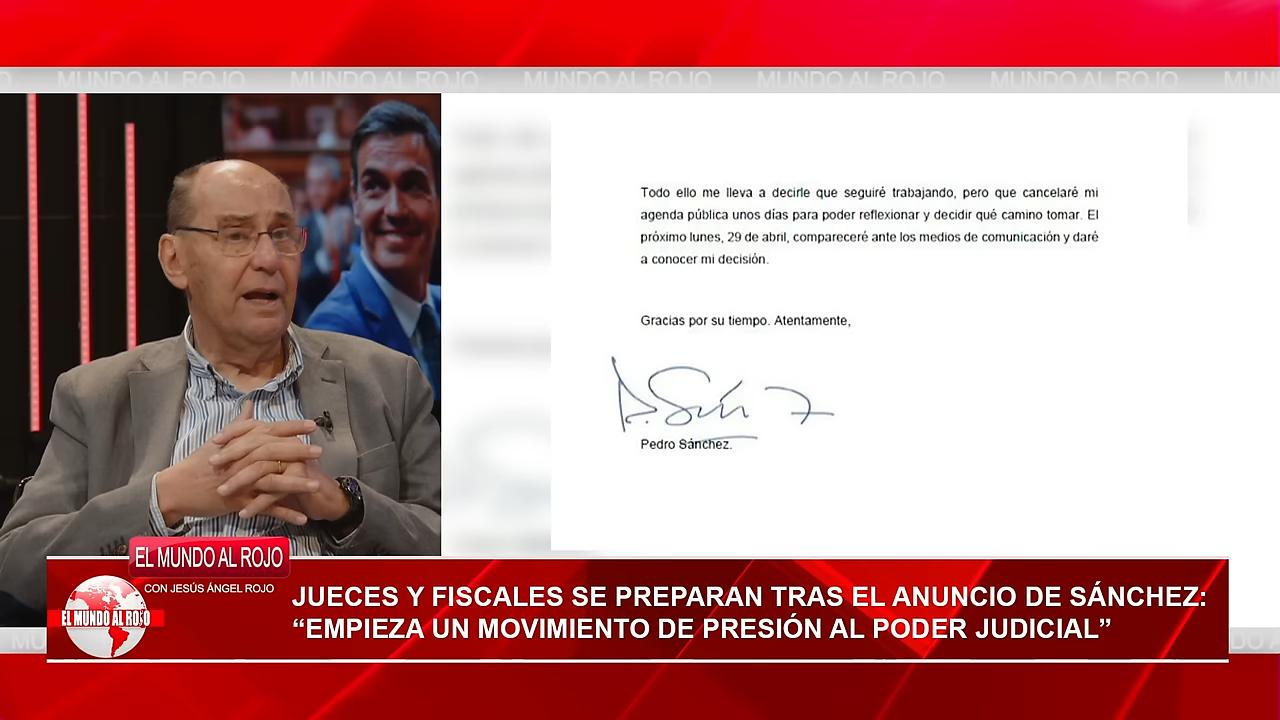 MUNDO AL ROJO MUNDO AL ROJO MUNDO AL ROJO MUNDO AL ROJO MUNDO AL ROJO
Todo ello me lleva a decirle que seguiré trabajando, pero que cancelaré mi
agenda pública unos días para poder reflexionar y decidir qué camino tomar. El
próximo lunes, 29 de abril, compareceré ante los medios de comunicación y daré
a conocer mi decisión.
Gracias por su tiempo. Atentamente,
Pedro Sánchez.
EL MUNDO AL ROJO
CON JESÚS ÁNGEL ROJO
EL MUNDO AL ROJO
JUECES Y FISCALES SE PREPARAN TRAS EL ANUNCIO DE SÁNCHEZ:
“EMPIEZA UN MOVIMIENTO DE PRESIÓN AL PODER JUDICIAL”